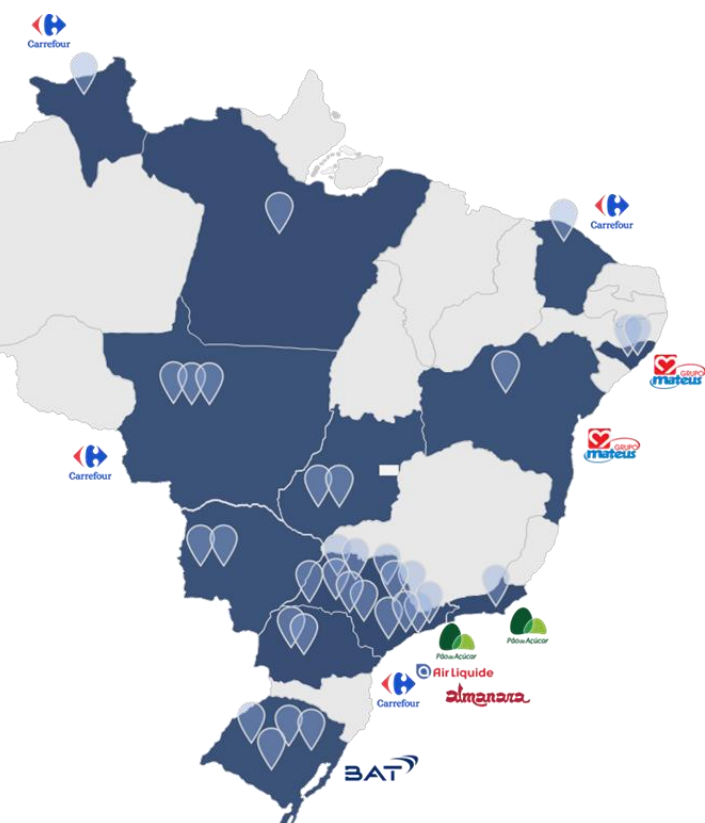 Carrefour
Carrefour
GRUPO
mateus
GRUPO
mateus
Carrefour
Pão de Açúcar
Pão de Açúcar
Air Liquide
Carrefour
almanara
BAT